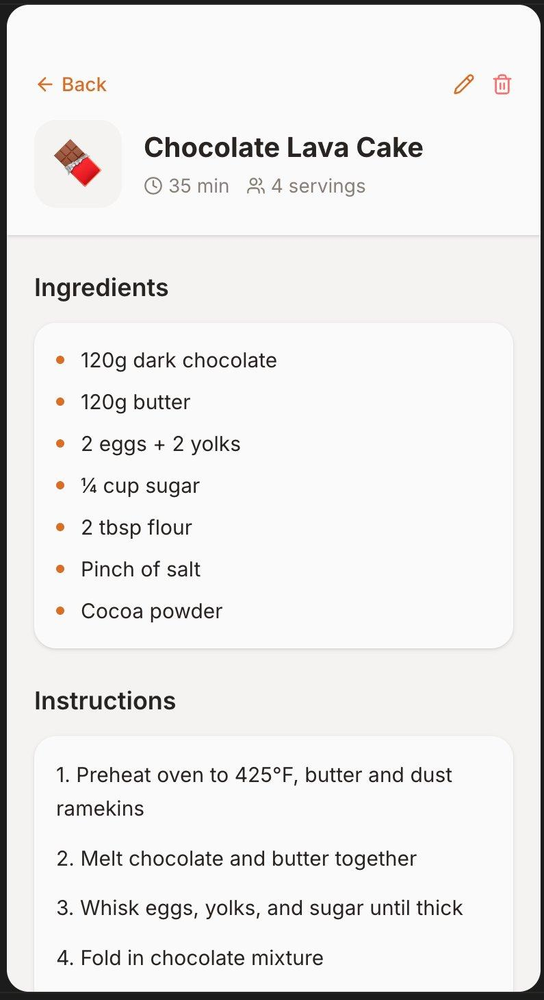 Back
Chocolate Lava Cake
35 min 4 servings
Ingredients
120g dark chocolate
120g butter
2 eggs + 2 yolks
¼ cup sugar
2 tbsp flour
Pinch of salt
Cocoa powder
Instructions
1. Preheat oven to 425°F, butter and dust
ramekins
2. Melt chocolate and butter together
3. Whisk eggs, yolks, and sugar until thick
4. Fold in chocolate mixture